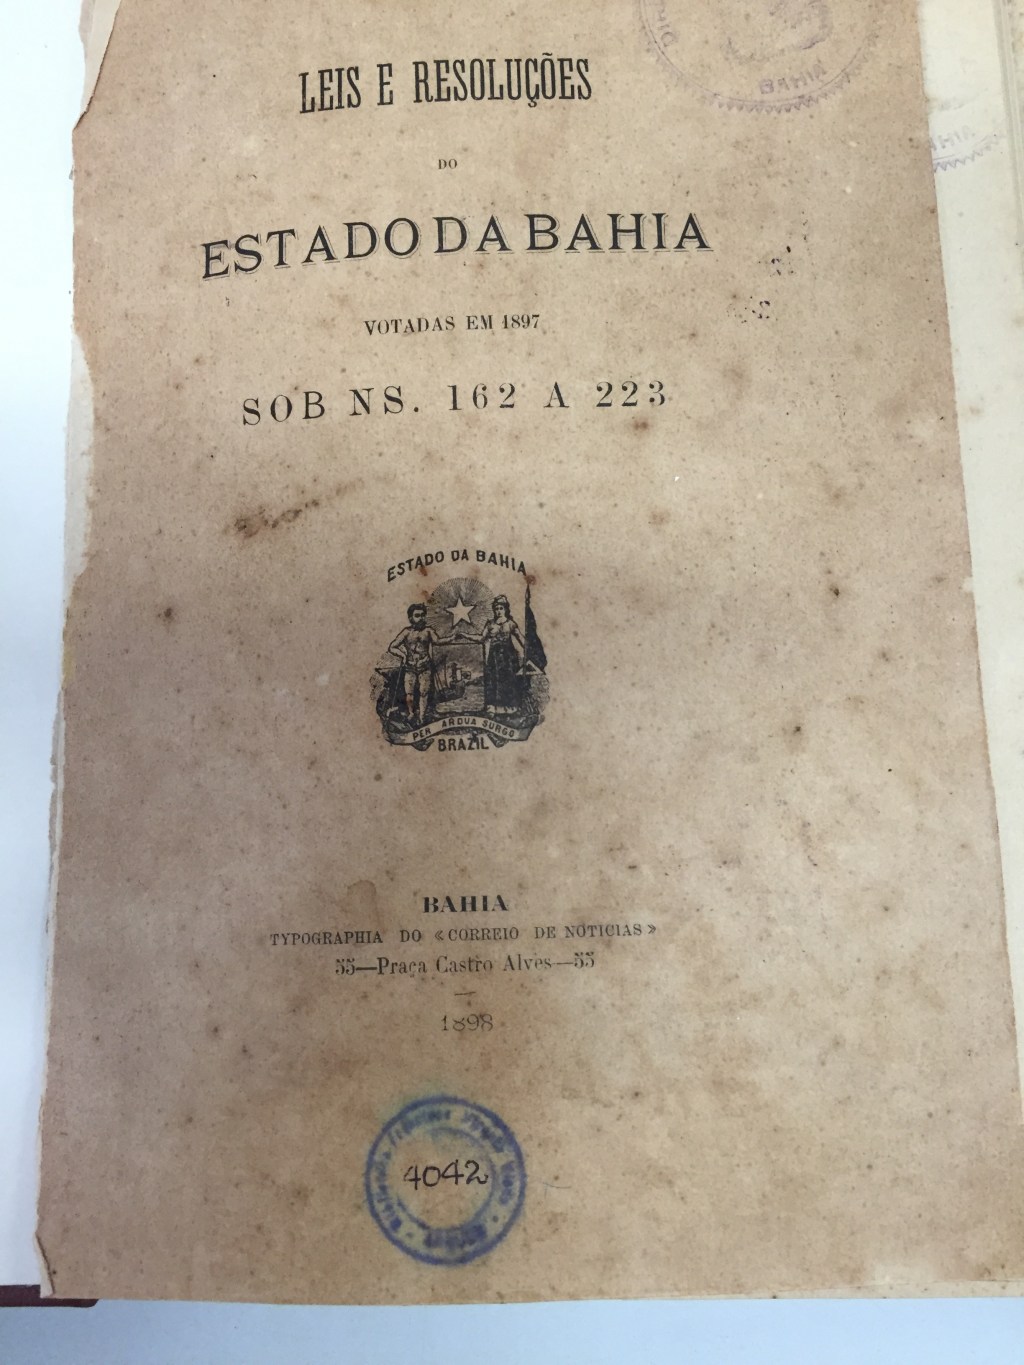 LEIS E RESOLUÇÕES
DO
ESTADO DA BAHIA
VOTADAS EM 1897
SOB NS. 162 A 223
ESTADO DA BAHIA
PER ARDUA SURGO
BRAZIL
BAHIA
TYPOGRAPHIA DO «CORREIO DE NOTICIAS»
55—Praça Castro Alves—55
1898
4042